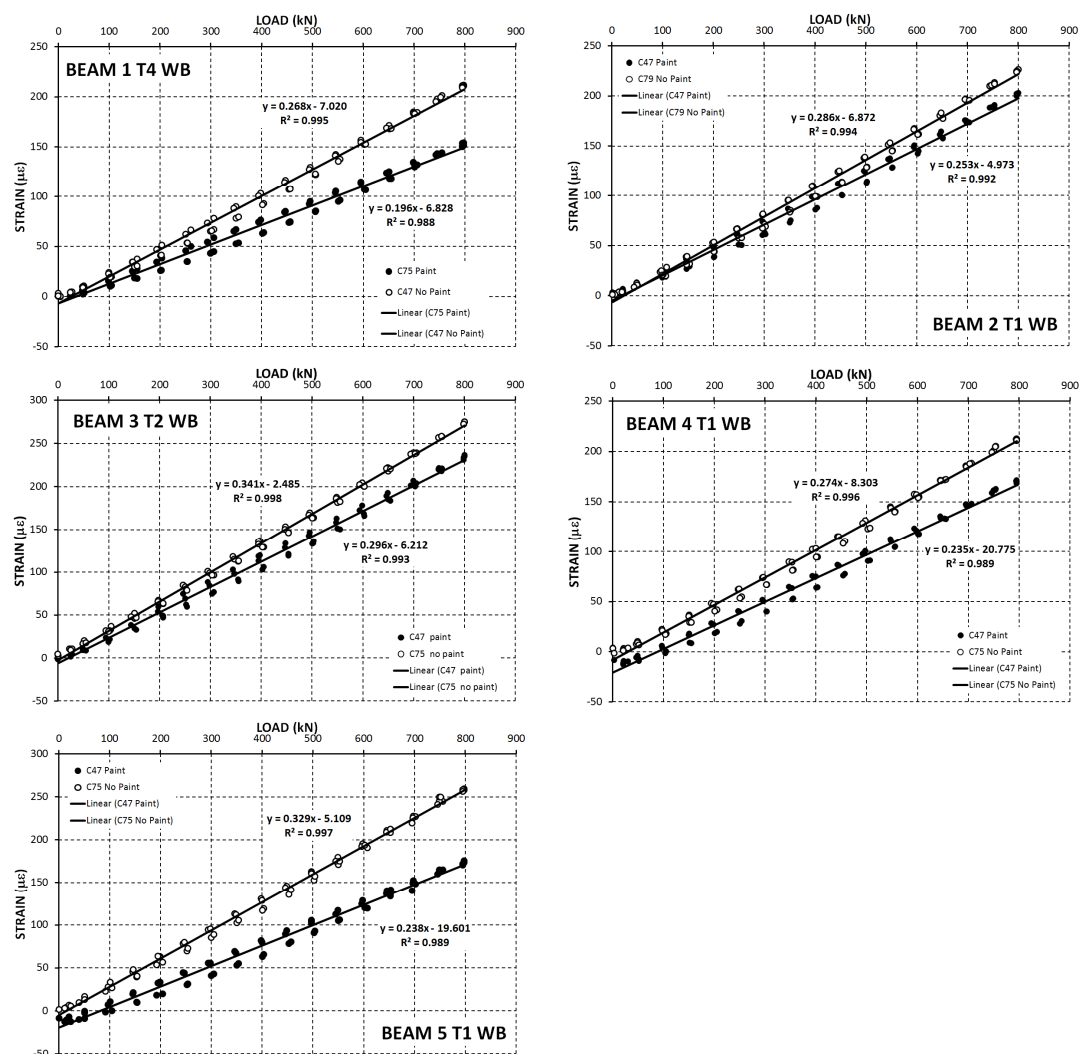 LOAD (kN)
0 100 200 300 400 500 600 700 800 900
250
200
150
100
50
0
-50
STRAIN (µε)
BEAM 1 T4 WB
y = 0.268x - 7.020
R² = 0.995
y = 0.196x - 6.828
R² = 0.988
C75 Paint
C47 No Paint
Linear (C75 Paint)
Linear (C47 No Paint)
LOAD (kN)
0 100 200 300 400 500 600 700 800 900
250
200
150
100
50
0
-50
STRAIN (µε)
C47 Paint
C79 No Paint
Linear (C47 Paint)
Linear (C79 No Paint)
y = 0.286x - 6.872
R² = 0.994
y = 0.253x - 4.973
R² = 0.992
BEAM 2 T1 WB
LOAD (kN)
0 100 200 300 400 500 600 700 800 900
300
250
200
150
100
50
0
-50
STRAIN (µε)
BEAM 3 T2 WB
y = 0.341x - 2.485
R² = 0.998
y = 0.296x - 6.212
R² = 0.993
C47 paint
C75 no paint
Linear (C47 paint)
Linear (C75 no paint)
LOAD (kN)
0 100 200 300 400 500 600 700 800 900
250
200
150
100
50
0
-50
STRAIN (µε)
BEAM 4 T1 WB
y = 0.274x - 8.303
R² = 0.996
y = 0.235x - 20.775
R² = 0.989
C47 Paint
C75 No Paint
Linear (C47 Paint)
Linear (C75 No Paint)
LOAD (kN)
0 100 200 300 400 500 600 700 800 900
300
250
200
150
100
50
0
-50
STRAIN (µε)
C47 Paint
C75 No Paint
Linear (C47 Paint)
Linear (C75 No Paint)
y = 0.329x - 5.109
R² = 0.997
y = 0.238x - 19.601
R² = 0.989
BEAM 5 T1 WB